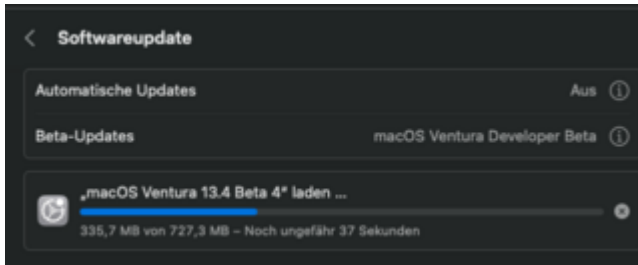 Softwareupdate
Automatische Updates Aus
Beta-Updates macOS Ventura Developer Beta
„macOS Ventura 13.4 Beta 4“ laden ...
335,7 MB von 727,3 MB – Noch ungefähr 37 Sekunden